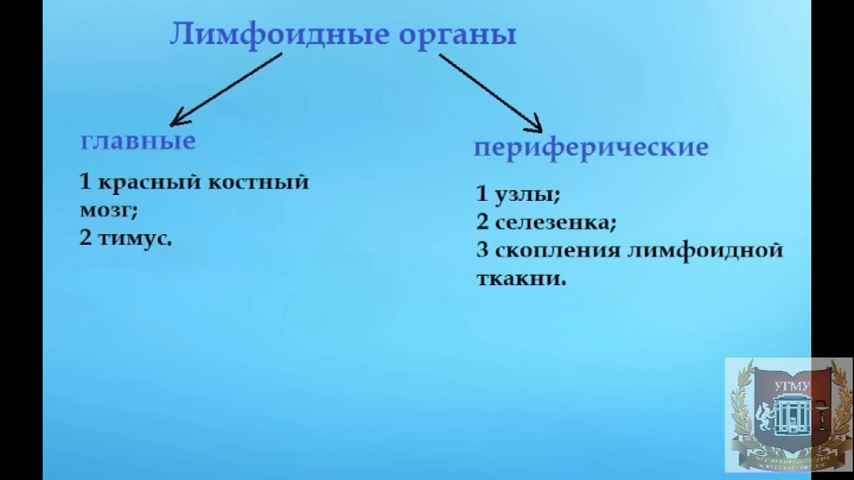 Лимфоидные органы
главные
1 красный костный
мозг;
2 тимус.
периферические
1 узлы;
2 селезенка;
3 скопления лимфоидной
ткакни.
УГМУ